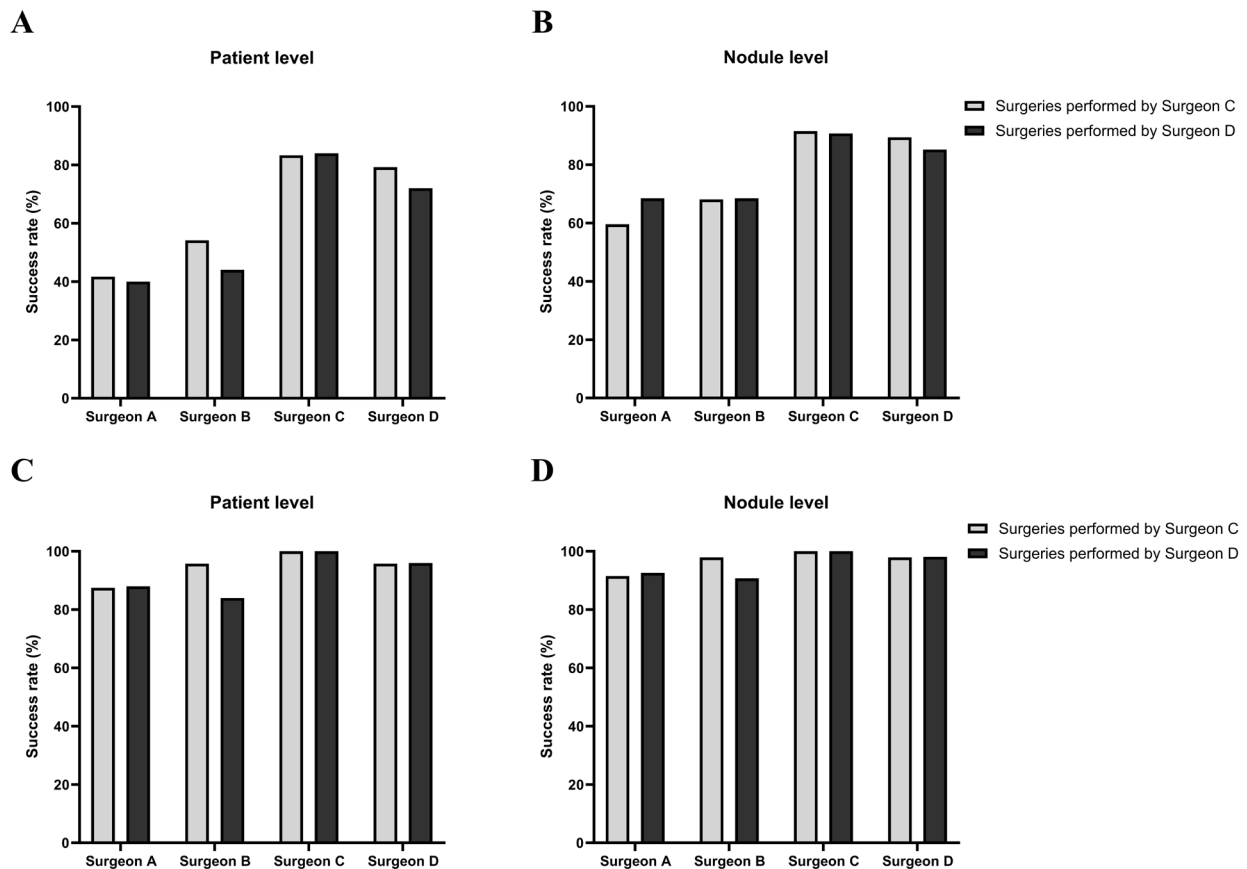 A
Patient level
Success rate (%)
100
80
60
40
20
0
Surgeon A Surgeon B Surgeon C Surgeon D
B
Nodule level
Success rate (%)
100
80
60
40
20
0
Surgeon A Surgeon B Surgeon C Surgeon D
Surgeries performed by Surgeon C
Surgeries performed by Surgeon D
C
Patient level
Success rate (%)
100
80
60
40
20
0
Surgeon A Surgeon B Surgeon C Surgeon D
D
Nodule level
Success rate (%)
100
80
60
40
20
0
Surgeon A Surgeon B Surgeon C Surgeon D
Surgeries performed by Surgeon C
Surgeries performed by Surgeon D